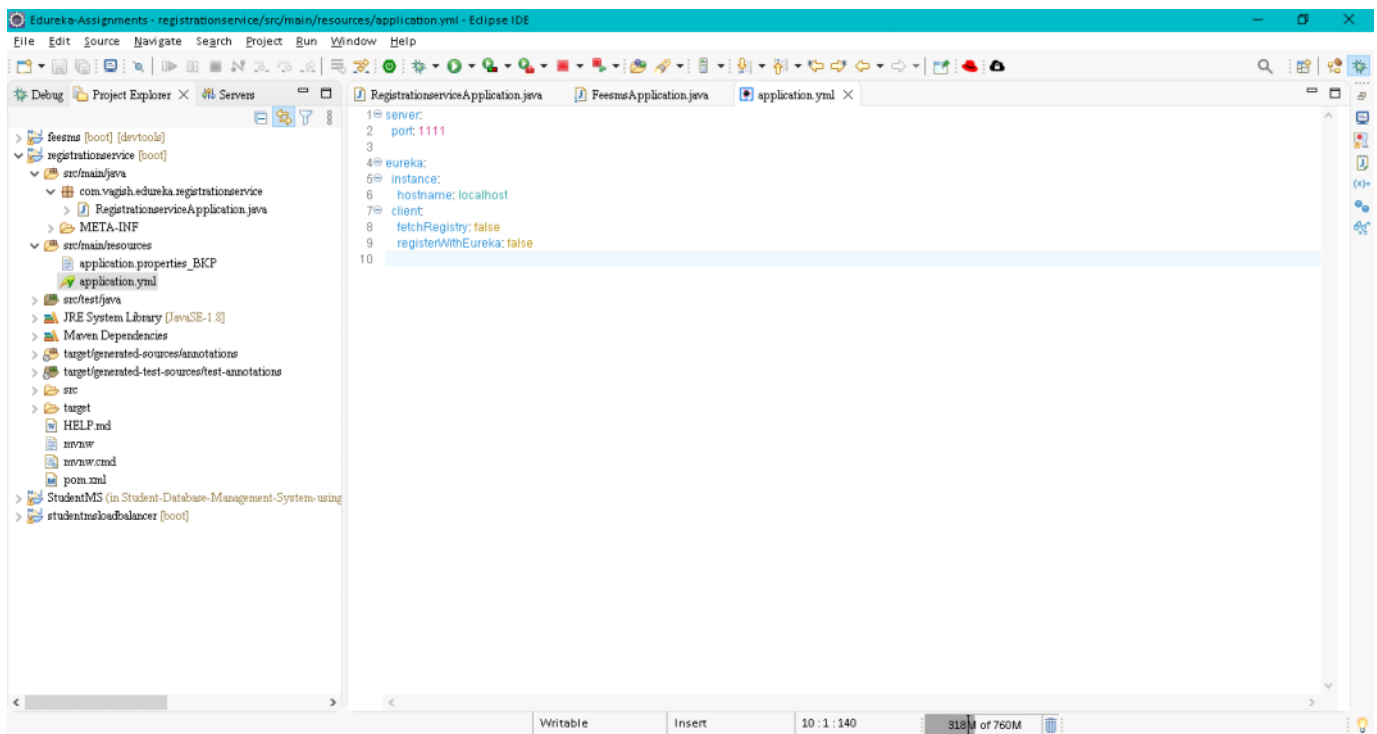 Edureka-Assignments - registrationservice/src/main/resources/application.yml - Eclipse IDE
File Edit Source Navigate Search Project Run Window Help
Debug Project Explorer Servers
RegistrationserviceApplication.java FeesmsApplication.java application.yml
feesms [boot] [devtools]
registrationservice [boot]
src/main/java
com.vagish.edureka.registrationservice
RegistrationserviceApplication.java
META-INF
src/main/resources
application.properties_BKP
application.yml
src/test/java
JRE System Library [JavaSE-1.8]
Maven Dependencies
target/generated-sources/annotations
target/generated-test-sources/test-annotations
src
target
HELP.md
mvnw
mvnw.cmd
pom.xml
StudentMS (in Student-Database-Management-System-using
studentmsloadbalancer [boot]
1 server:
2 port: 1111
3
4 eureka:
5 instance:
6 hostname: localhost
7 client:
8 fetchRegistry: false
9 registerWithEureka: false
10
(x)=
Writable Insert 10 : 1 : 140 318M of 760M